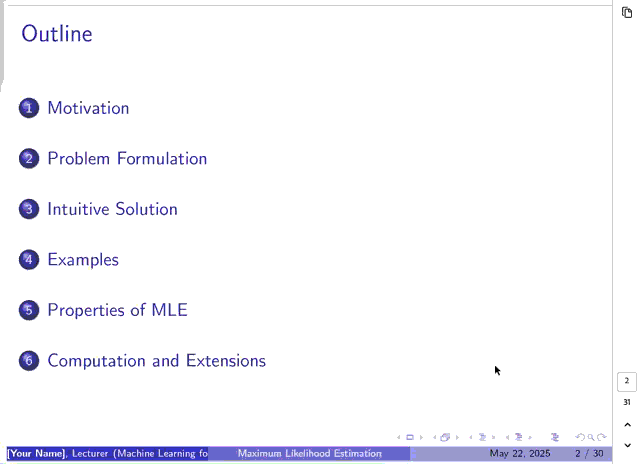 Outline
1 Motivation
2 Problem Formulation
3 Intuitive Solution
4 Examples
5 Properties of MLE
6 Computation and Extensions
[Your Name], Lecturer (Machine Learning fo Maximum Likelihood Estimation May 22, 2025 2 / 30
2
31